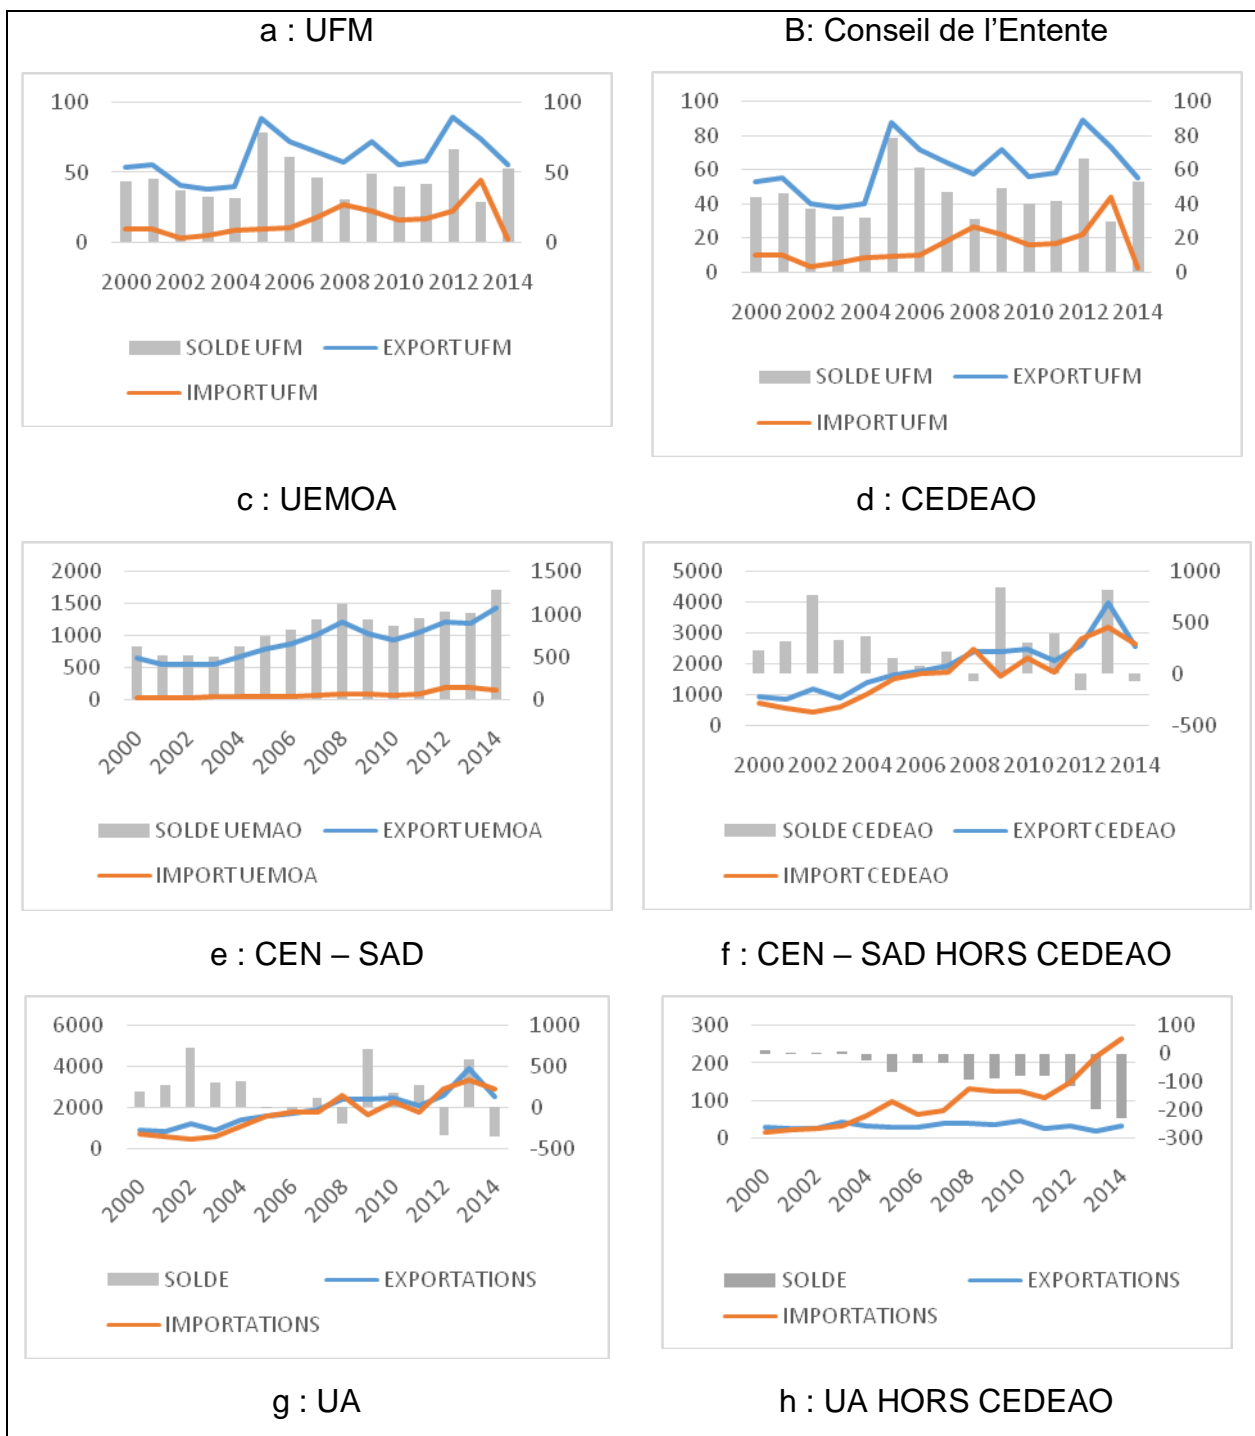 a : UFM
B: Conseil de l'Entente
100 100
50 50
0 0
2000 2002 2004 2006 2008 2010 2012 2014
SOLDE UFM EXPORT UFM
IMPORT UFM
100 100
80 80
60 60
40 40
20 20
0 0
2000 2002 2004 2006 2008 2010 2012 2014
SOLDE UFM EXPORT UFM
IMPORT UFM
c : UEMOA
d : CEDEAO
2000 1500
1500
1000 1000
500 500
0 0
2000 2002 2004 2006 2008 2010 2012 2014
SOLDE UEMAO EXPORT UEMOA
IMPORT UEMOA
5000 1000
4000
3000 500
2000 0
1000
0 -500
2000 2002 2004 2006 2008 2010 2012 2014
SOLDE CEDEAO EXPORT CEDEAO
IMPORT CEDEAO
e : CEN – SAD
f : CEN – SAD HORS CEDEAO
6000 1000
4000 500
2000 0
0 -500
2000 2002 2004 2006 2008 2010 2012 2014
SOLDE EXPORTATIONS
IMPORTATIONS
300 100
200 0
100 -100
-200
0 -300
2000 2002 2004 2006 2008 2010 2012 2014
SOLDE EXPORTATIONS
IMPORTATIONS
g : UA
h : UA HORS CEDEAO